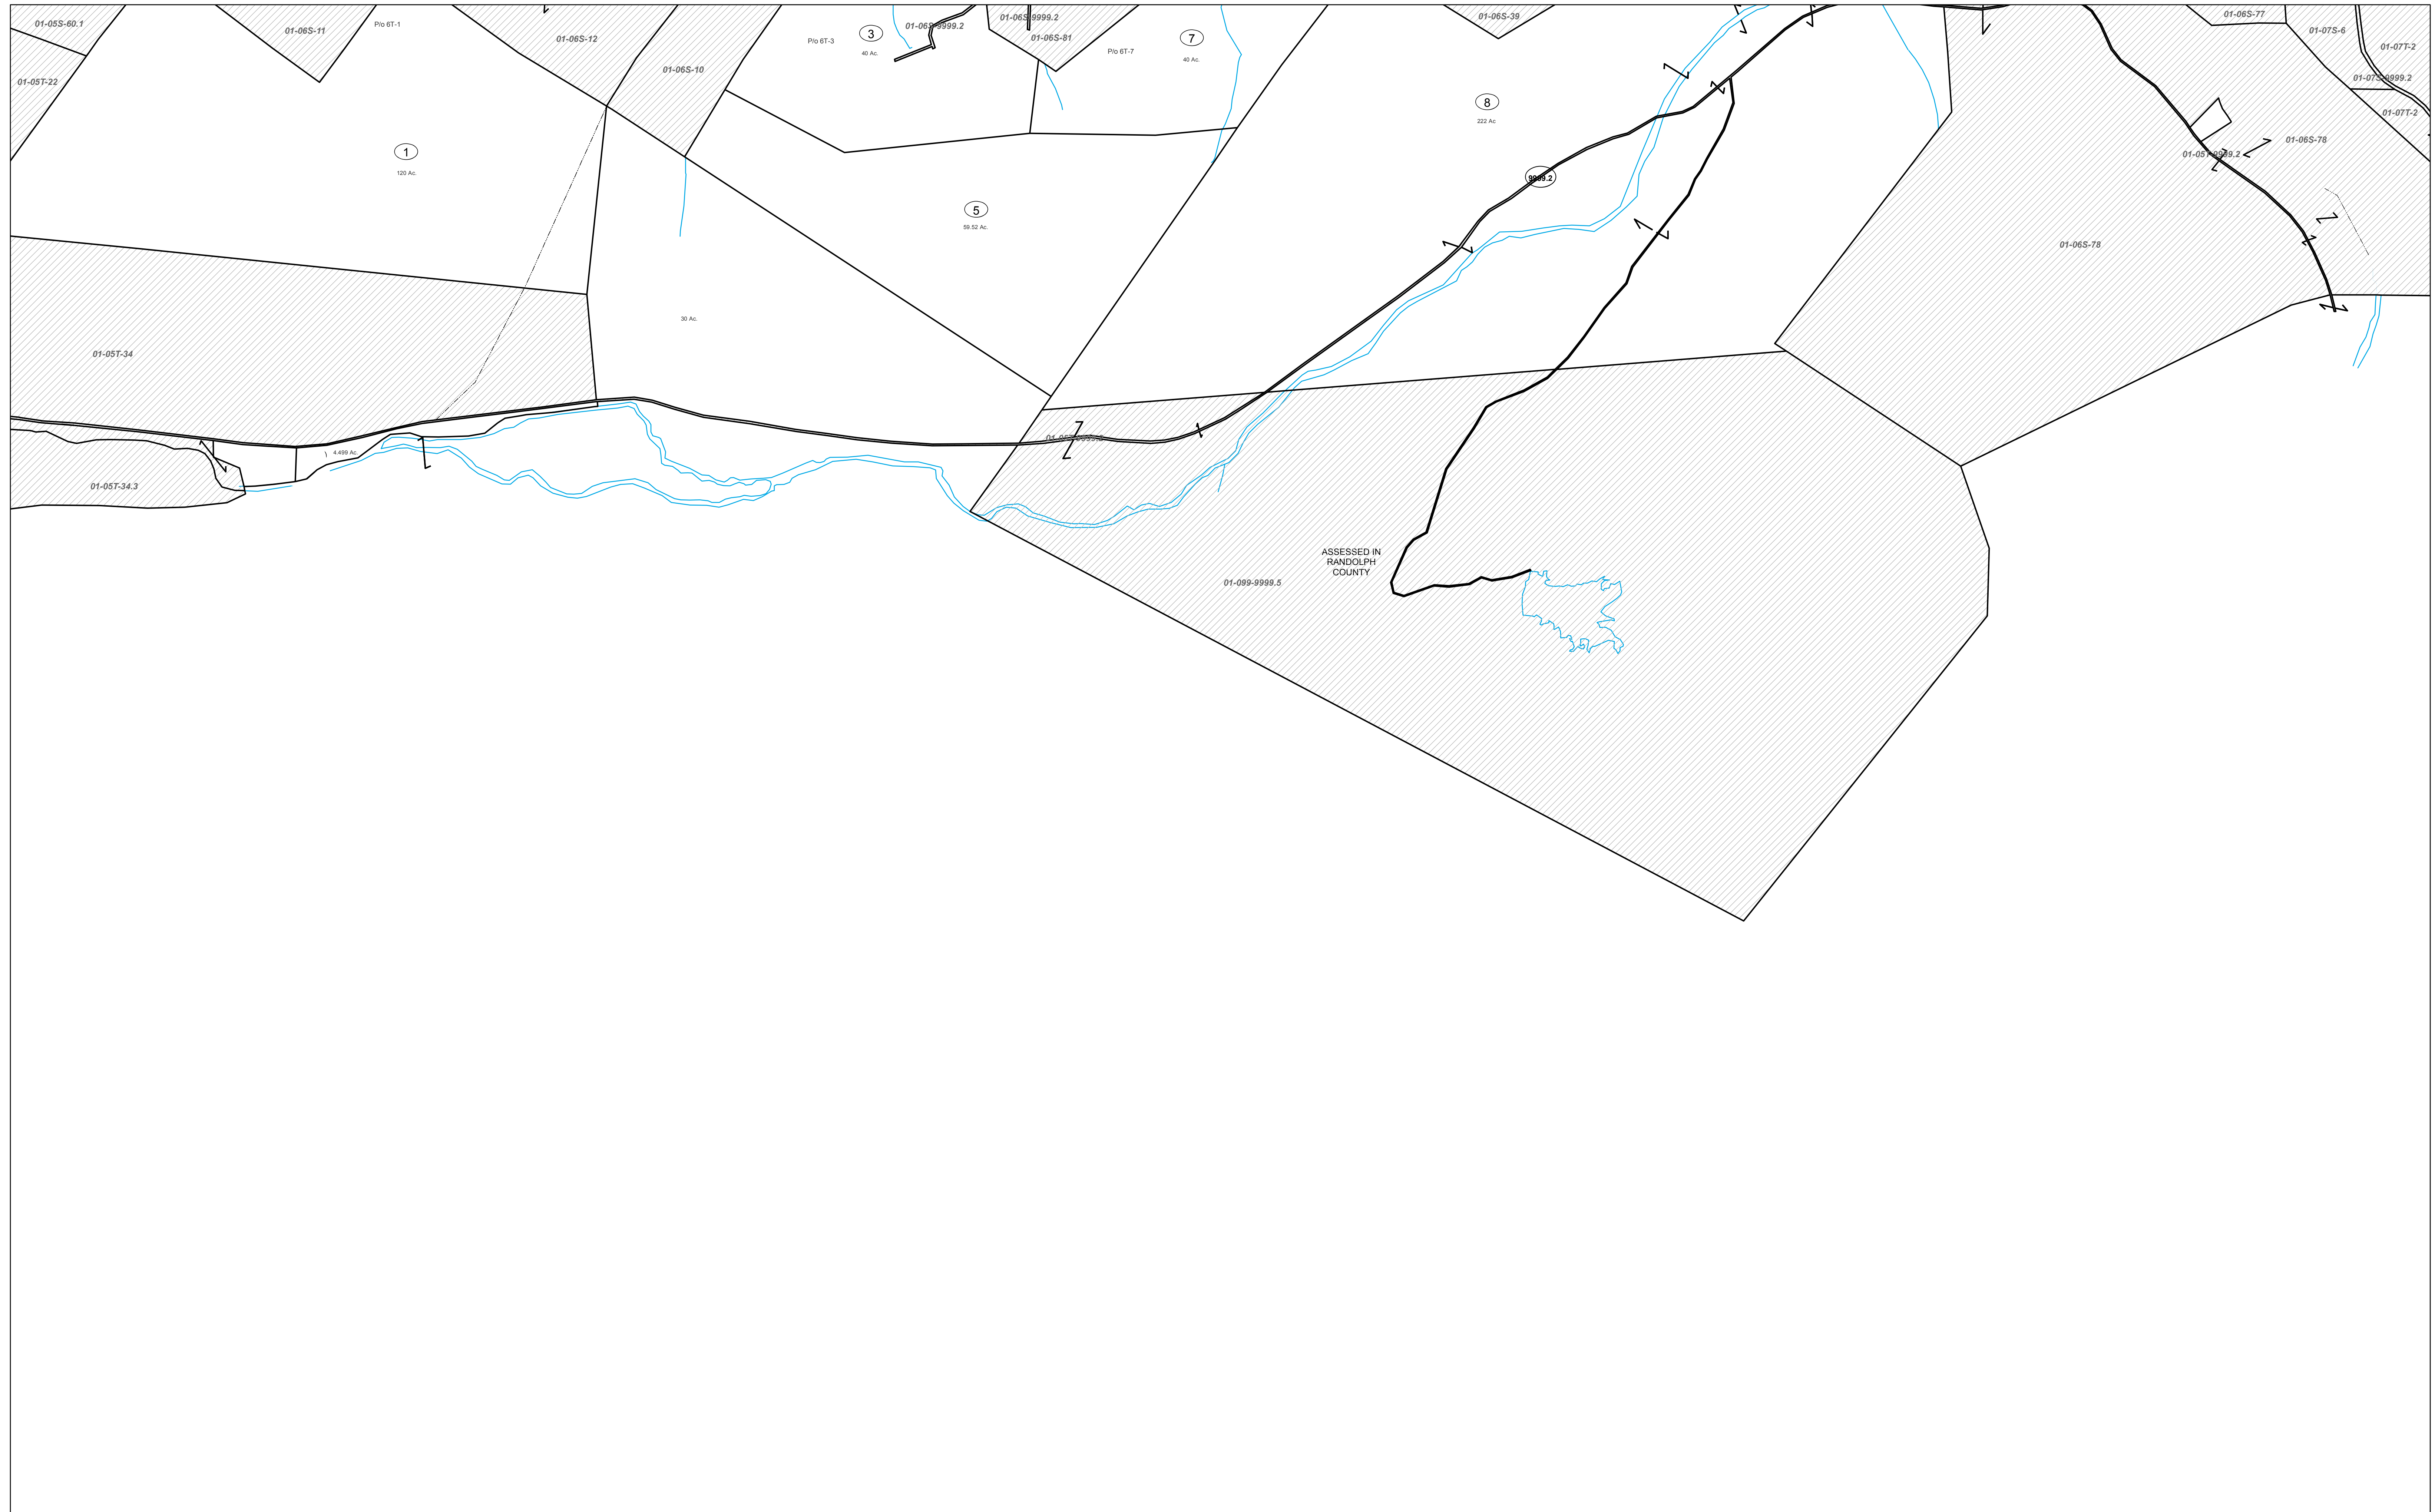 01-05S-60.1
01-06S-11
P/o 6T-1
01-06S-12
P/o 6T-3
3
40 Ac.
01-06S-9999.2
01-06S-9999.2
01-06S-81
P/o 6T-7
7
40 Ac.
01-06S-39
01-06S-77
01-07S-6
01-07T-2
01-05T-22
01-06S-10
01-07S-9999.2
8
222 Ac
01-07T-2
1
120 Ac.
01-06S-78
01-05T-9999.2
9999.2
5
59.52 Ac.
01-06S-78
30 Ac.
01-05T-34
4.499 Ac.
01-05T-34.3
ASSESSED IN
RANDOLPH
COUNTY
01-099-9999.5